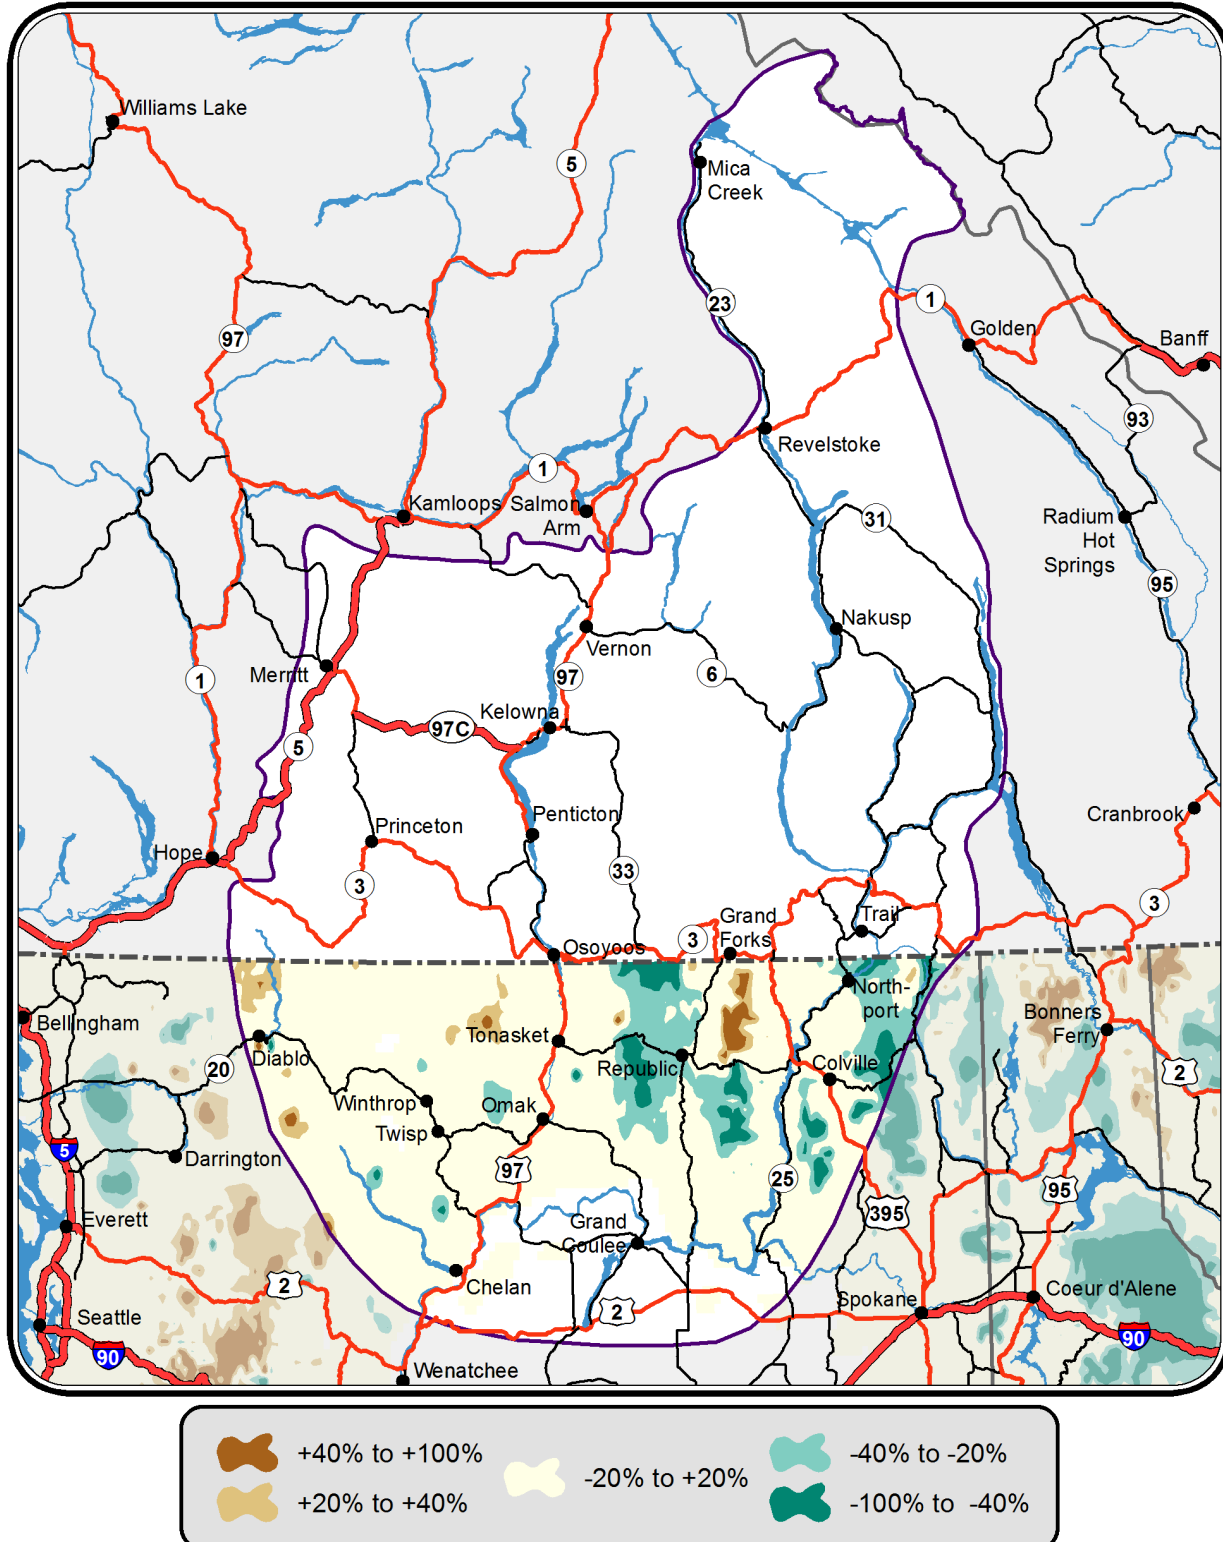 Williams Lake
5
Mica
Creek
23
1
97
Golden
Banff
93
Revelstoke
1
Kamloops
Salmon
Arm
31
Radium
Hot
Springs
95
Nakusp
Vernon
Merritt
1
97
6
Kelowna
97C
5
Penticton
Princeton
Cranbrook
Hope
33
3
3
Grand
Forks
Trail
3
Osoyoos
North-
port
Bellingham
Bonners
Ferry
Tonasket
Diablo
Republic
Colville
20
2
Winthrop
Omak
Twisp
5
Darrington
97
25
95
Everett
395
Grand
Coulee
2
Chelan
Coeur d'Alene
Spokane
2
Seattle
90
90
Wenatchee
+40% to +100%
-40% to -20%
-20% to +20%
+20% to +40%
-100% to -40%